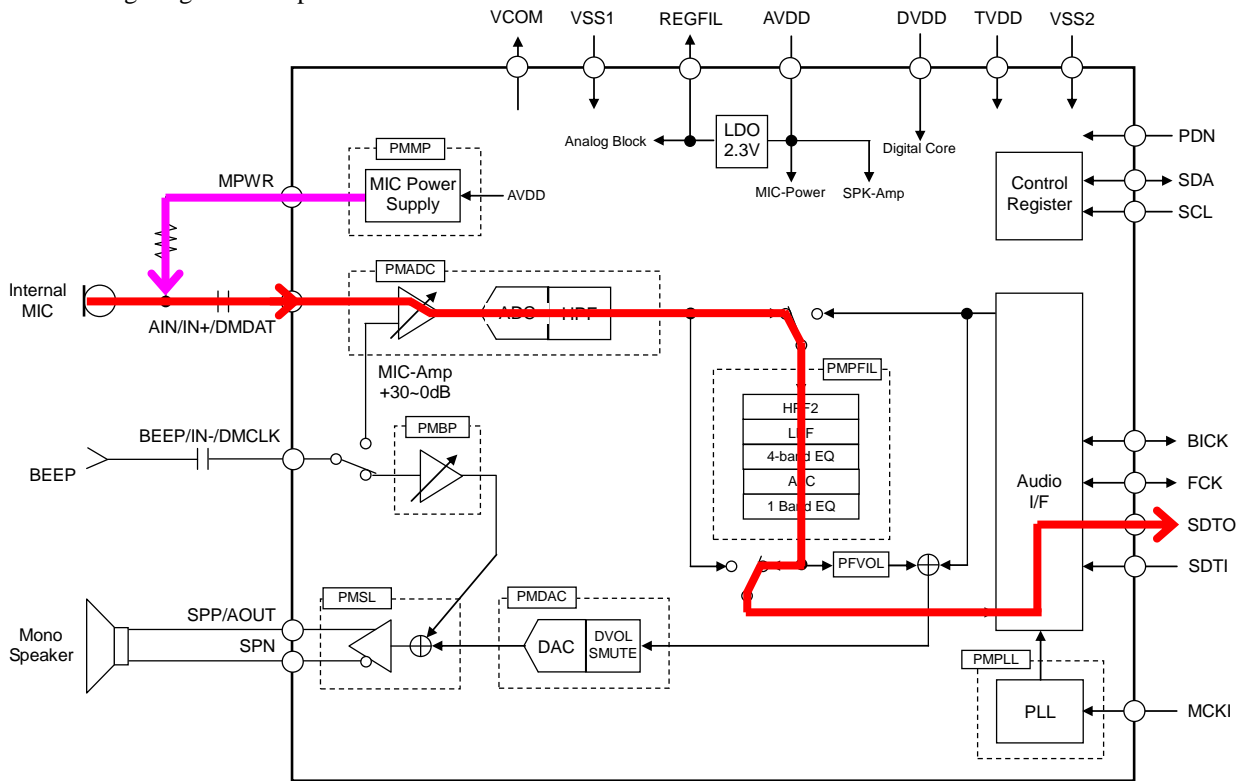 VCOM VSS1 REGFIL AVDD DVDD TVDD VSS2
Analog Block
LDO
2.3V
MIC-Power
SPK-Amp
Digital Core
PDN
SDA
SCL
Control
Register
PMMP
MIC Power
Supply
AVDD
MPWR
Internal
MIC
AIN/IN+/DMDAT
PMADC
ADC
HPF
MIC-Amp
+30~0dB
PMPFIL
HPF2
LPF
4-band EQ
ALC
1 Band EQ
BEEP/IN-/DMCLK
BEEP
PMBP
Audio
I/F
BICK
FCK
SDTO
SDTI
PFVOL
PMSL
SPP/AOUT
SPN
Mono
Speaker
PMDAC
DAC
DVOL
SMUTE
PMPLL
PLL
MCKI